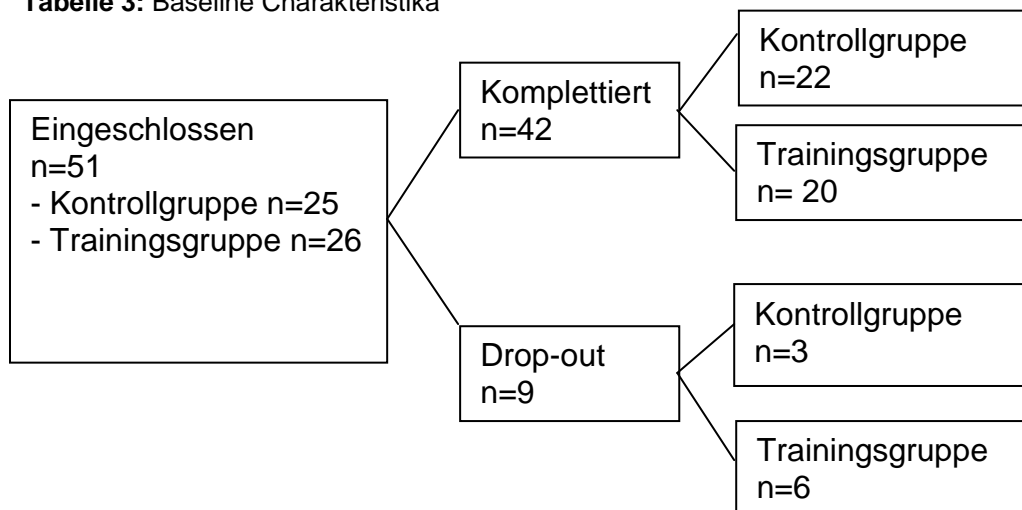 Tabelle 3: Baseline Charakteristika
Eingeschlossen
n=51
- Kontrollgruppe n=25
- Trainingsgruppe n=26
Komplettiert
n=42
Kontrollgruppe
n=22
Trainingsgruppe
n= 20
Drop-out
n=9
Kontrollgruppe
n=3
Trainingsgruppe
n=6